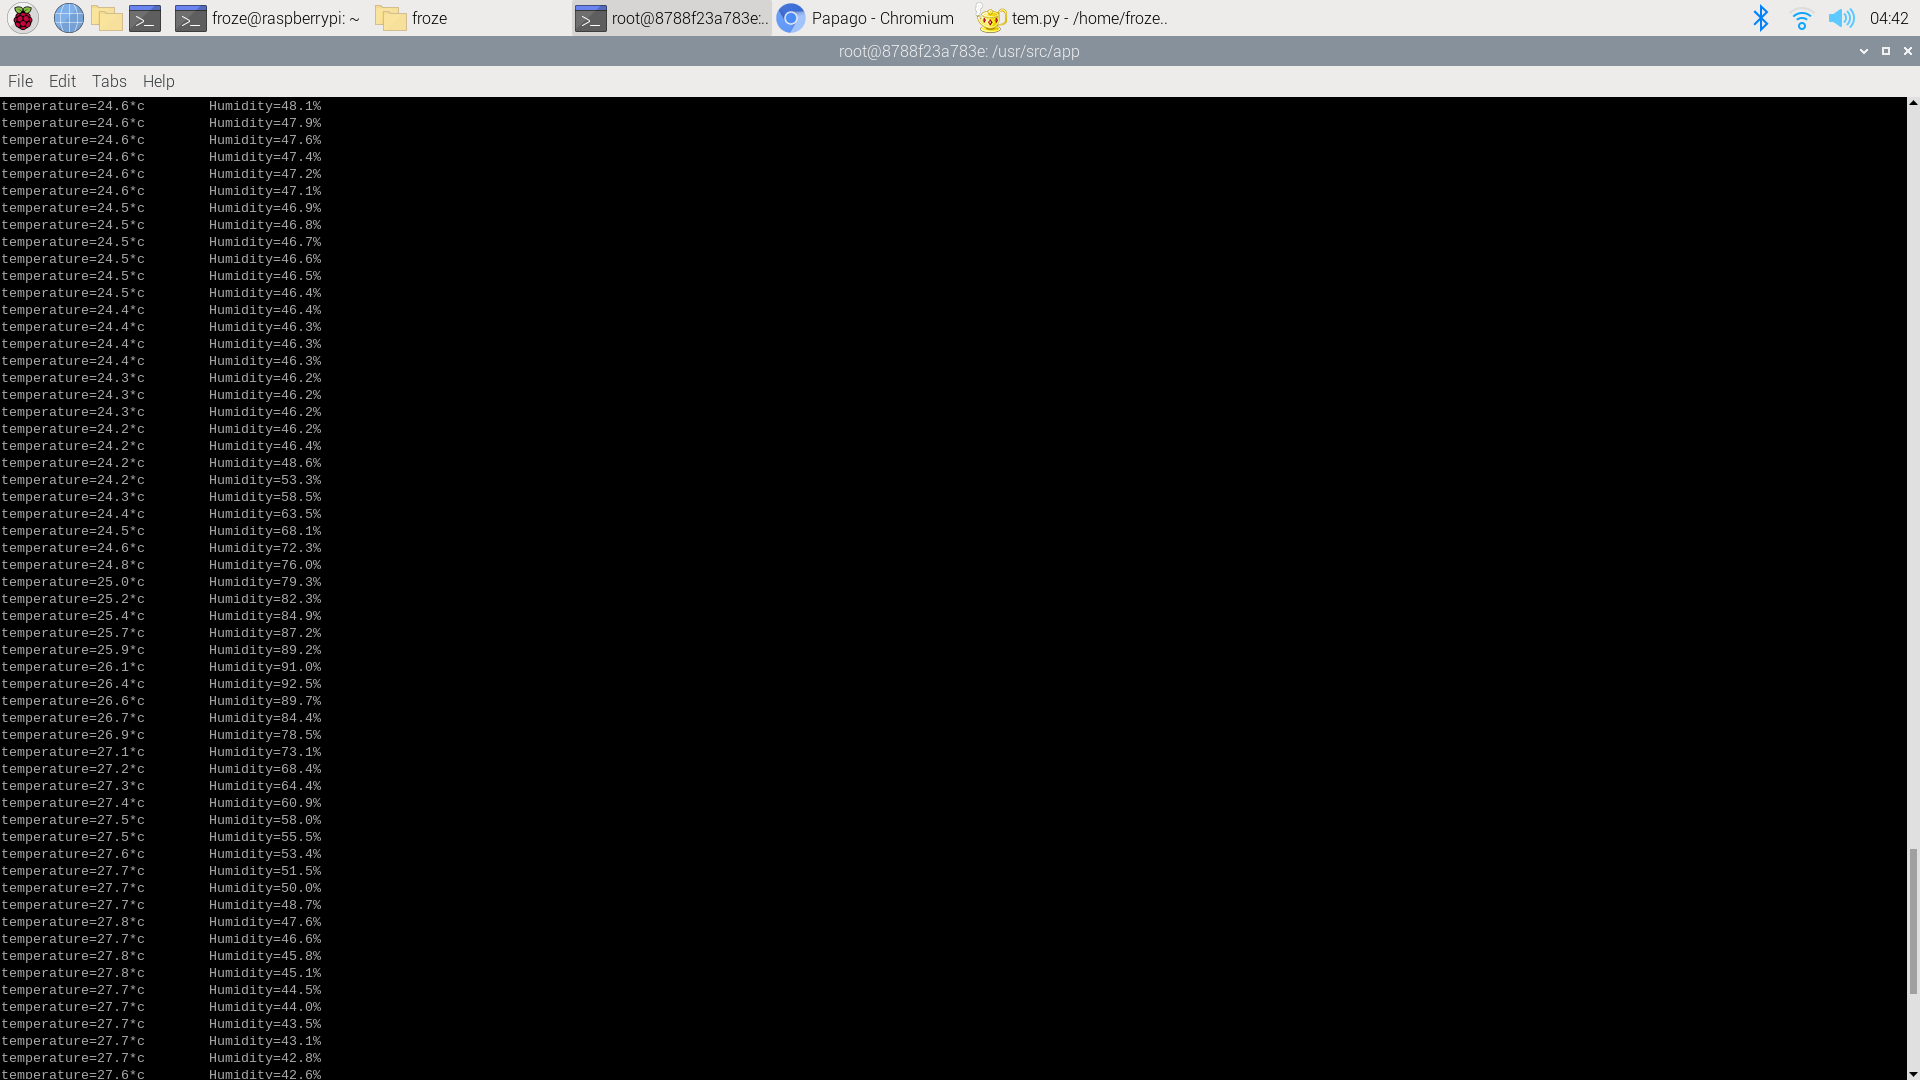 froze@raspberrypi: ~ froze root@8788f23a783e:.. Papago - Chromium tem.py - /home/froze.. 04:42
root@8788f23a783e: /usr/src/app
File Edit Tabs Help
temperature=24.6*c Humidity=48.1%
temperature=24.6*c Humidity=47.9%
temperature=24.6*c Humidity=47.6%
temperature=24.6*c Humidity=47.4%
temperature=24.6*c Humidity=47.2%
temperature=24.6*c Humidity=47.1%
temperature=24.5*c Humidity=46.9%
temperature=24.5*c Humidity=46.8%
temperature=24.5*c Humidity=46.7%
temperature=24.5*c Humidity=46.6%
temperature=24.5*c Humidity=46.5%
temperature=24.5*c Humidity=46.4%
temperature=24.4*c Humidity=46.4%
temperature=24.4*c Humidity=46.3%
temperature=24.4*c Humidity=46.3%
temperature=24.4*c Humidity=46.3%
temperature=24.3*c Humidity=46.2%
temperature=24.3*c Humidity=46.2%
temperature=24.3*c Humidity=46.2%
temperature=24.2*c Humidity=46.2%
temperature=24.2*c Humidity=46.4%
temperature=24.2*c Humidity=48.6%
temperature=24.2*c Humidity=53.3%
temperature=24.3*c Humidity=58.5%
temperature=24.4*c Humidity=63.5%
temperature=24.5*c Humidity=68.1%
temperature=24.6*c Humidity=72.3%
temperature=24.8*c Humidity=76.0%
temperature=25.0*c Humidity=79.3%
temperature=25.2*c Humidity=82.3%
temperature=25.4*c Humidity=84.9%
temperature=25.7*c Humidity=87.2%
temperature=25.9*c Humidity=89.2%
temperature=26.1*c Humidity=91.0%
temperature=26.4*c Humidity=92.5%
temperature=26.6*c Humidity=89.7%
temperature=26.7*c Humidity=84.4%
temperature=26.9*c Humidity=78.5%
temperature=27.1*c Humidity=73.1%
temperature=27.2*c Humidity=68.4%
temperature=27.3*c Humidity=64.4%
temperature=27.4*c Humidity=60.9%
temperature=27.5*c Humidity=58.0%
temperature=27.5*c Humidity=55.5%
temperature=27.6*c Humidity=53.4%
temperature=27.7*c Humidity=51.5%
temperature=27.7*c Humidity=50.0%
temperature=27.7*c Humidity=48.7%
temperature=27.8*c Humidity=47.6%
temperature=27.7*c Humidity=46.6%
temperature=27.8*c Humidity=45.8%
temperature=27.8*c Humidity=45.1%
temperature=27.7*c Humidity=44.5%
temperature=27.7*c Humidity=44.0%
temperature=27.7*c Humidity=43.5%
temperature=27.7*c Humidity=43.1%
temperature=27.7*c Humidity=42.8%
temperature=27.6*c Humidity=42.6%